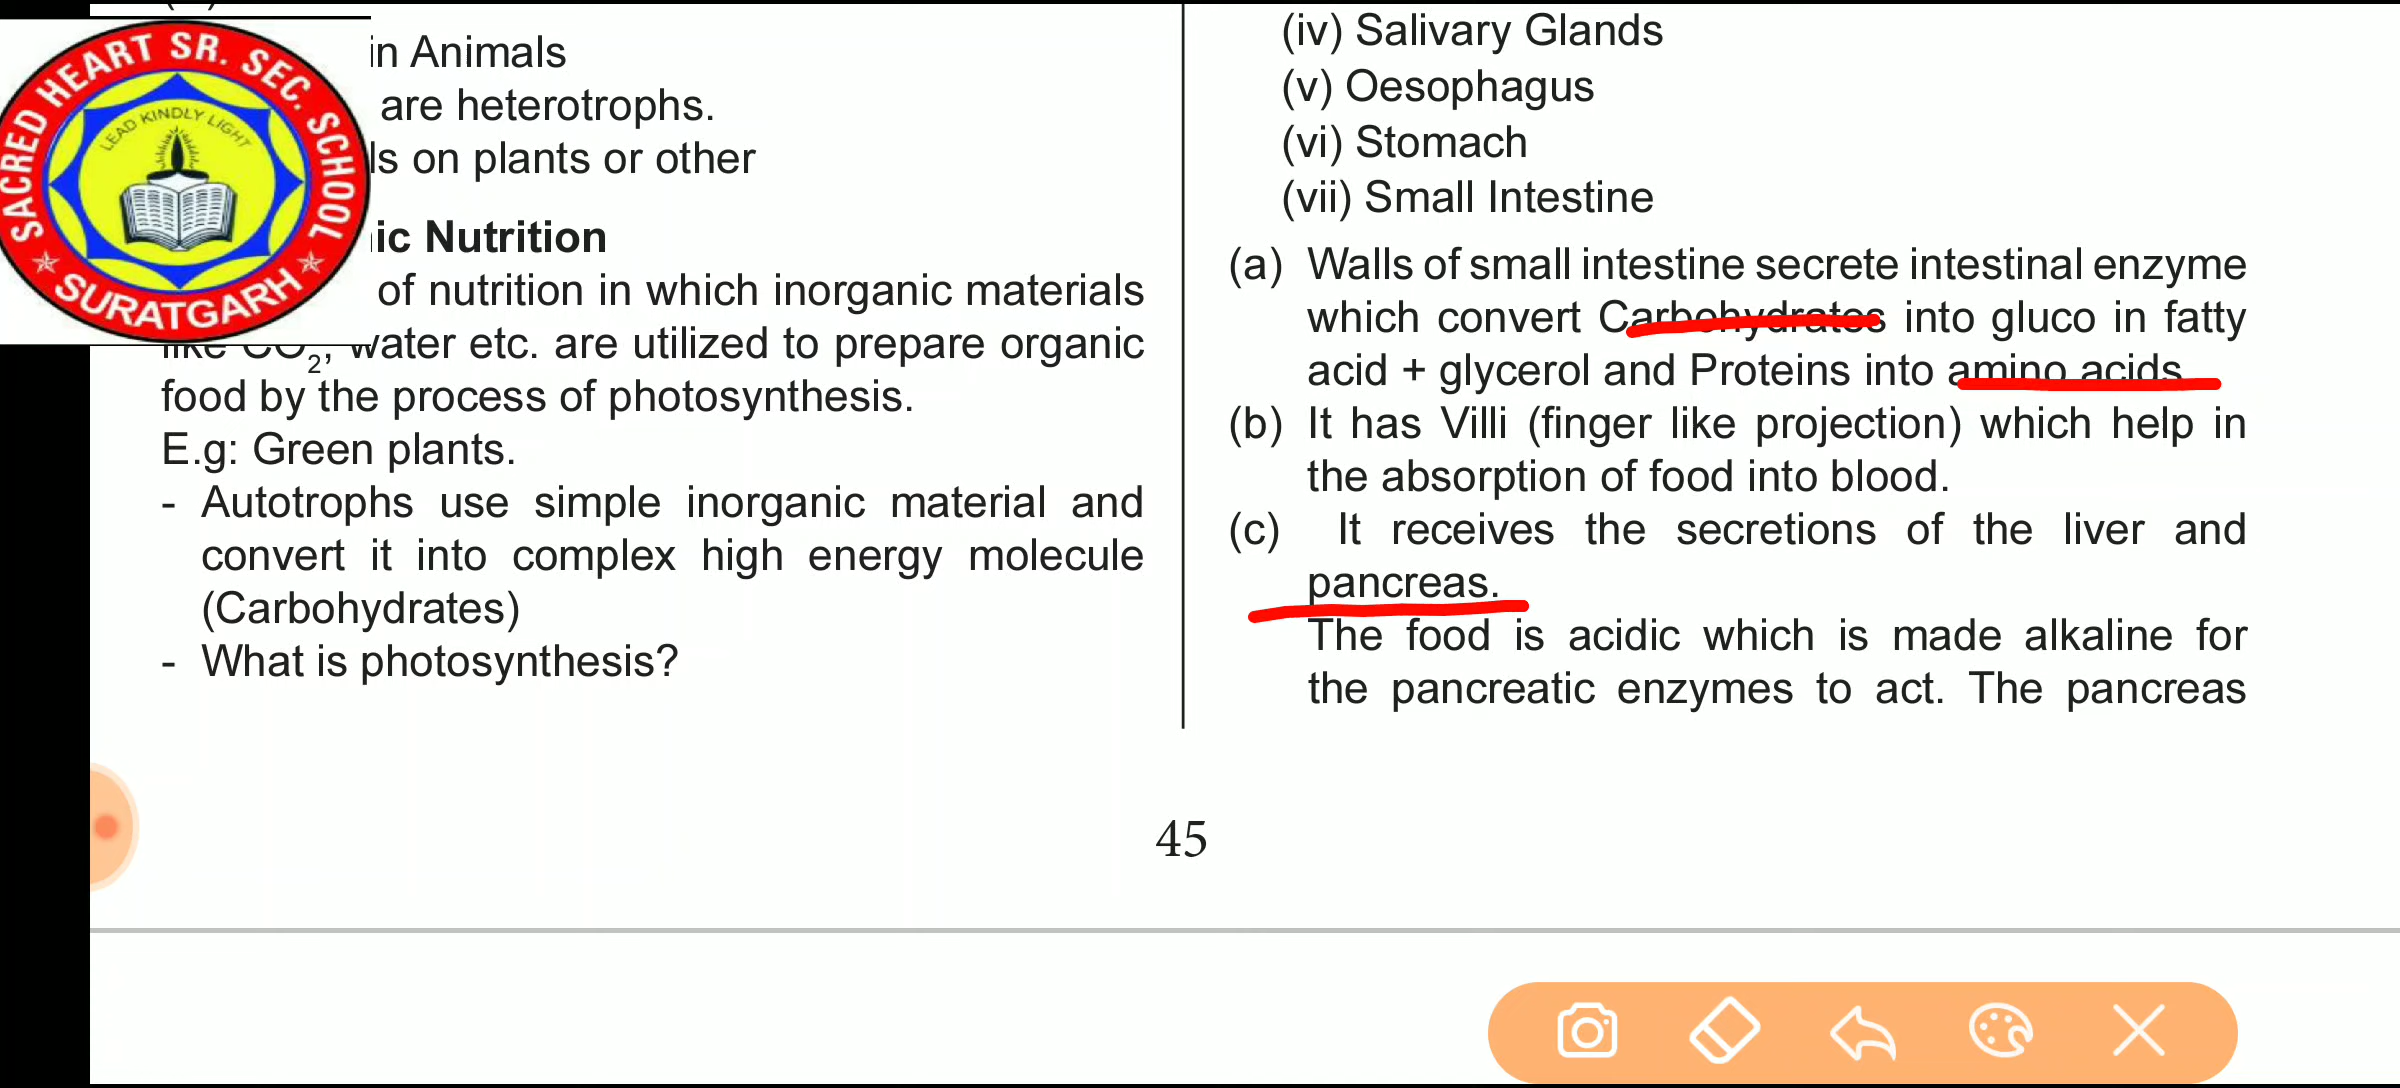 SACRED HEART SR. SEC. SCHOOL
SURATGARH
LEAD KINDLY LIGHT
in Animals
are heterotrophs.
on plants or other
Nutrition
of nutrition in which inorganic materials
like CO2, water etc. are utilized to prepare organic
food by the process of photosynthesis.
E.g: Green plants.
- Autotrophs use simple inorganic material and
convert it into complex high energy molecule
(Carbohydrates)
- What is photosynthesis?
(iv) Salivary Glands
(v) Oesophagus
(vi) Stomach
(vii) Small Intestine
(a) Walls of small intestine secrete intestinal enzyme
which convert Carbohydrates into gluco in fatty
acid + glycerol and Proteins into amino acids
(b) It has Villi (finger like projection) which help in
the absorption of food into blood.
(c) It receives the secretions of the liver and
pancreas.
The food is acidic which is made alkaline for
the pancreatic enzymes to act. The pancreas
45